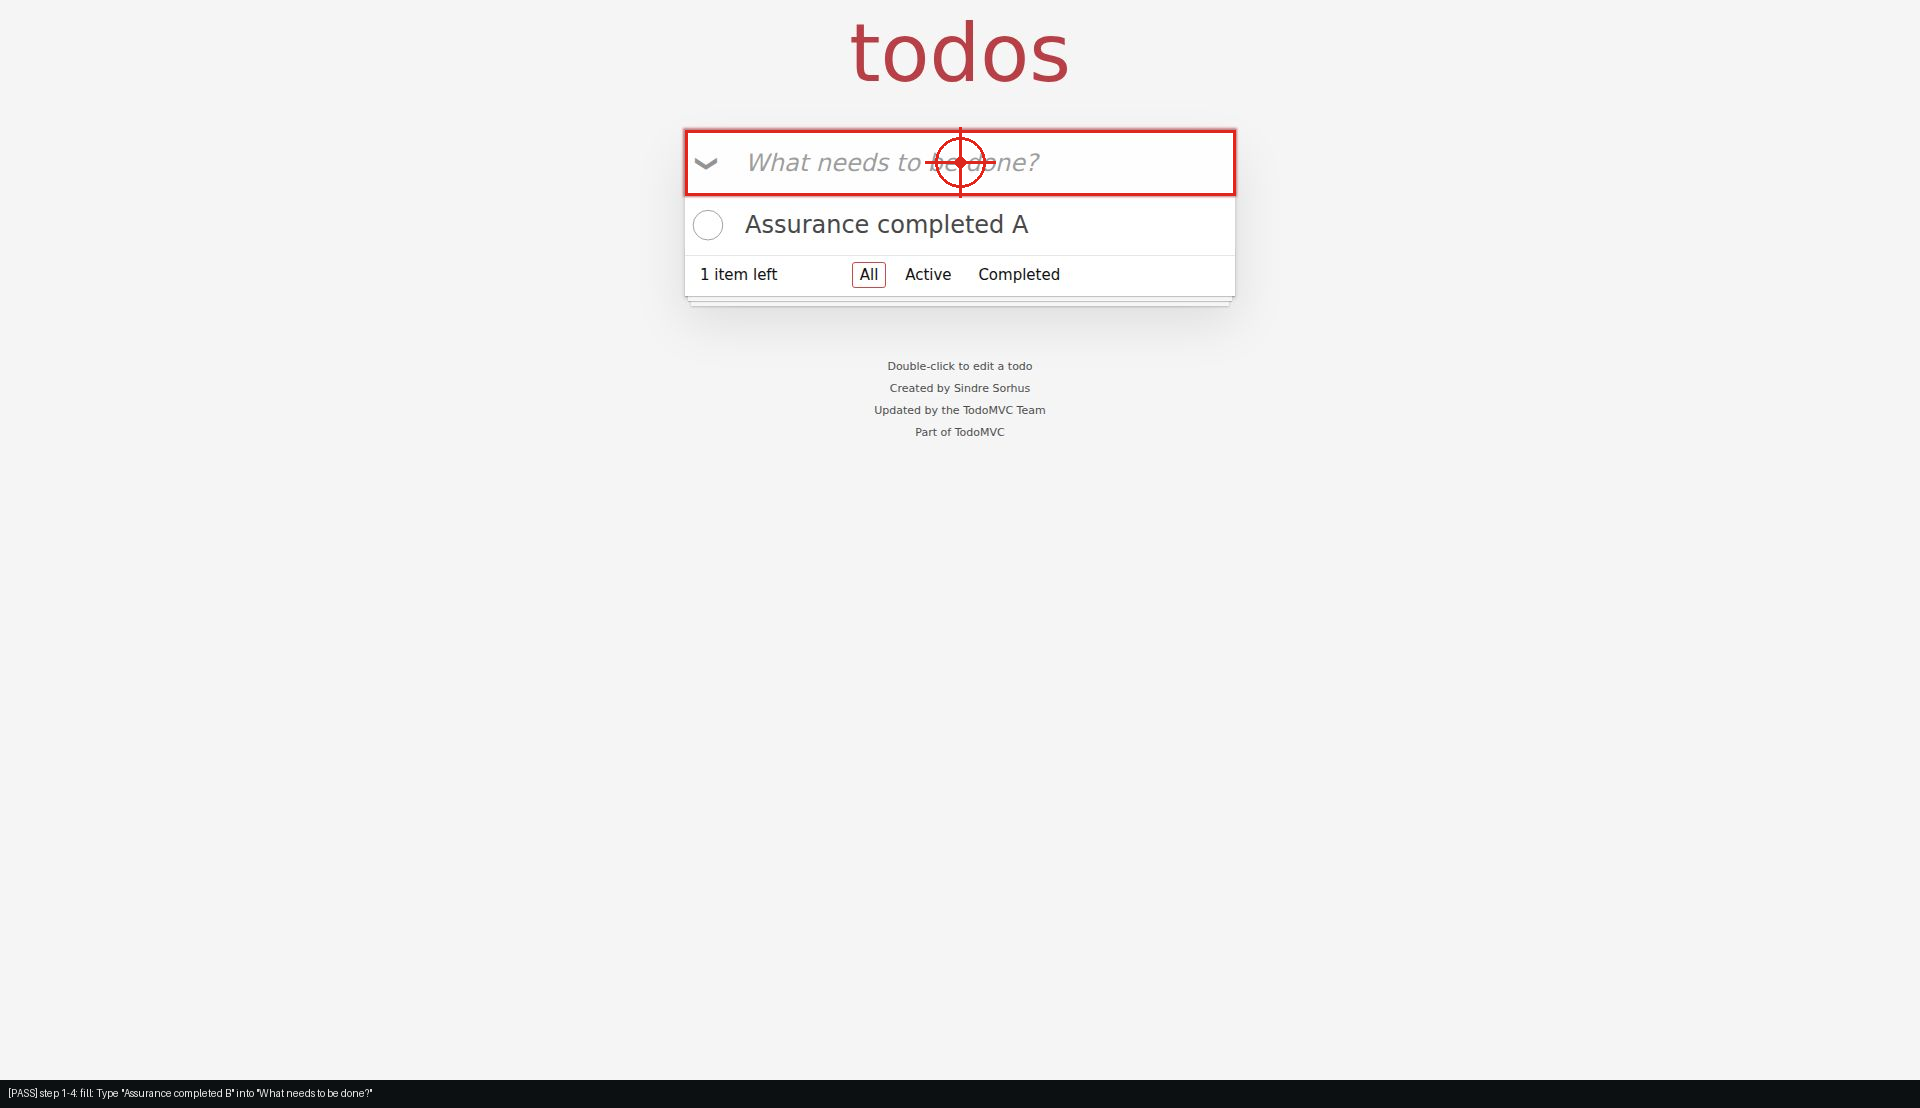 todos
What needs to be done?
Assurance completed A
1 item left All Active Completed
Double-click to edit a todo
Created by Sindre Sorhus
Updated by the TodoMVC Team
Part of TodoMVC
[PASS] step 1-4: fill: Type "Assurance completed B" into "What needs to be done?"